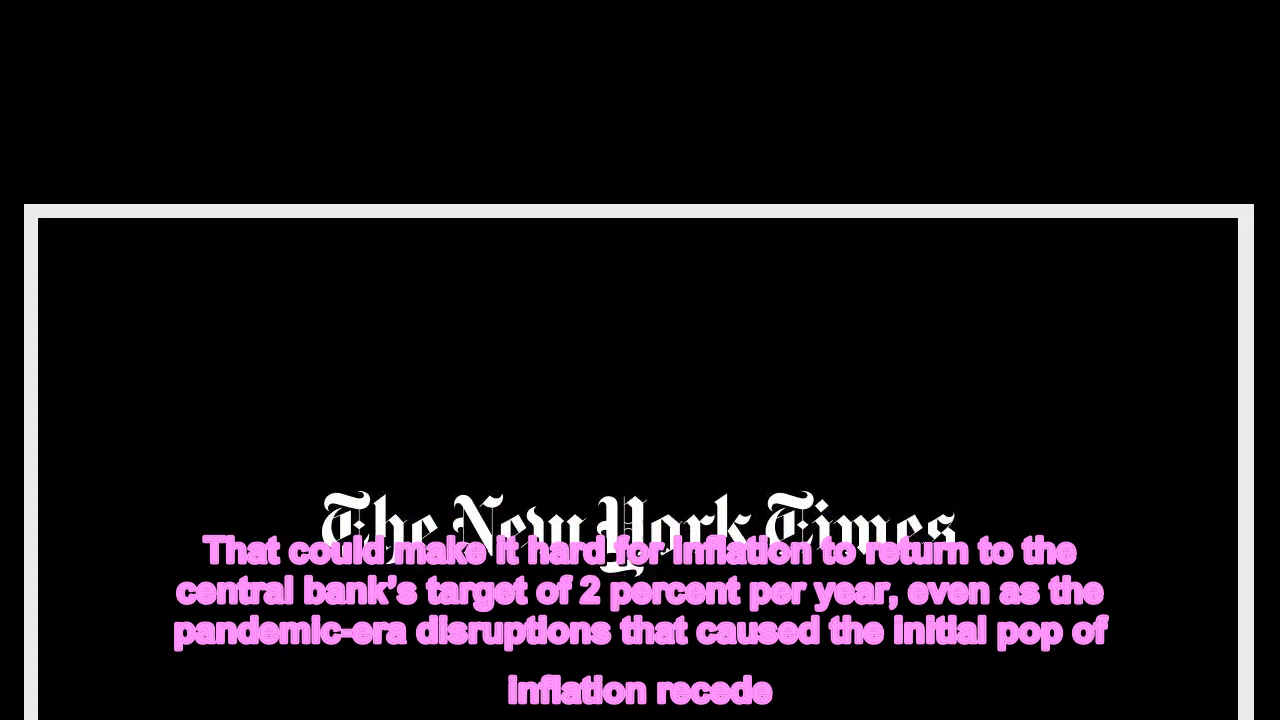 The New York Times
That could make it hard for inflation to return to the
central bank's target of 2 percent per year, even as the
pandemic-era disruptions that caused the initial pop of
inflation recede